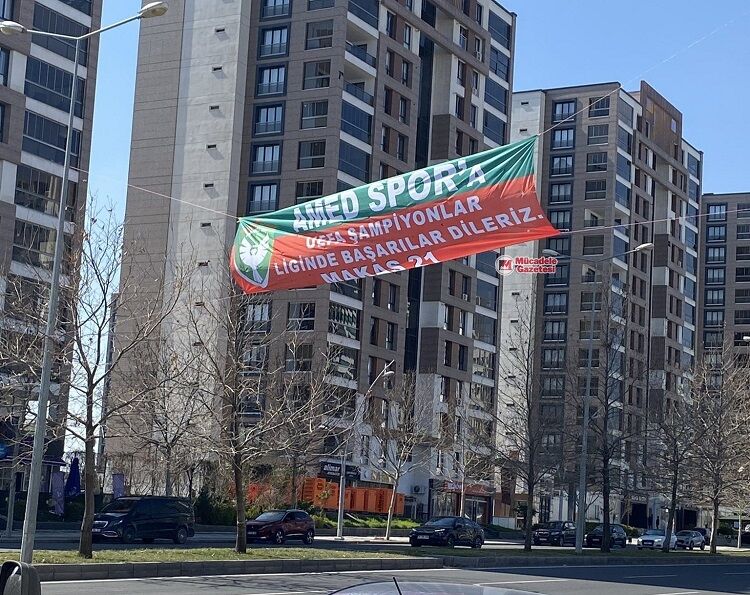 AMED SPOR'a
UEFA ŞAMPİYONLAR
LİGİNDE BAŞARILAR DİLERİZ.
MAKAS 21
Mücadele
Gazetesi